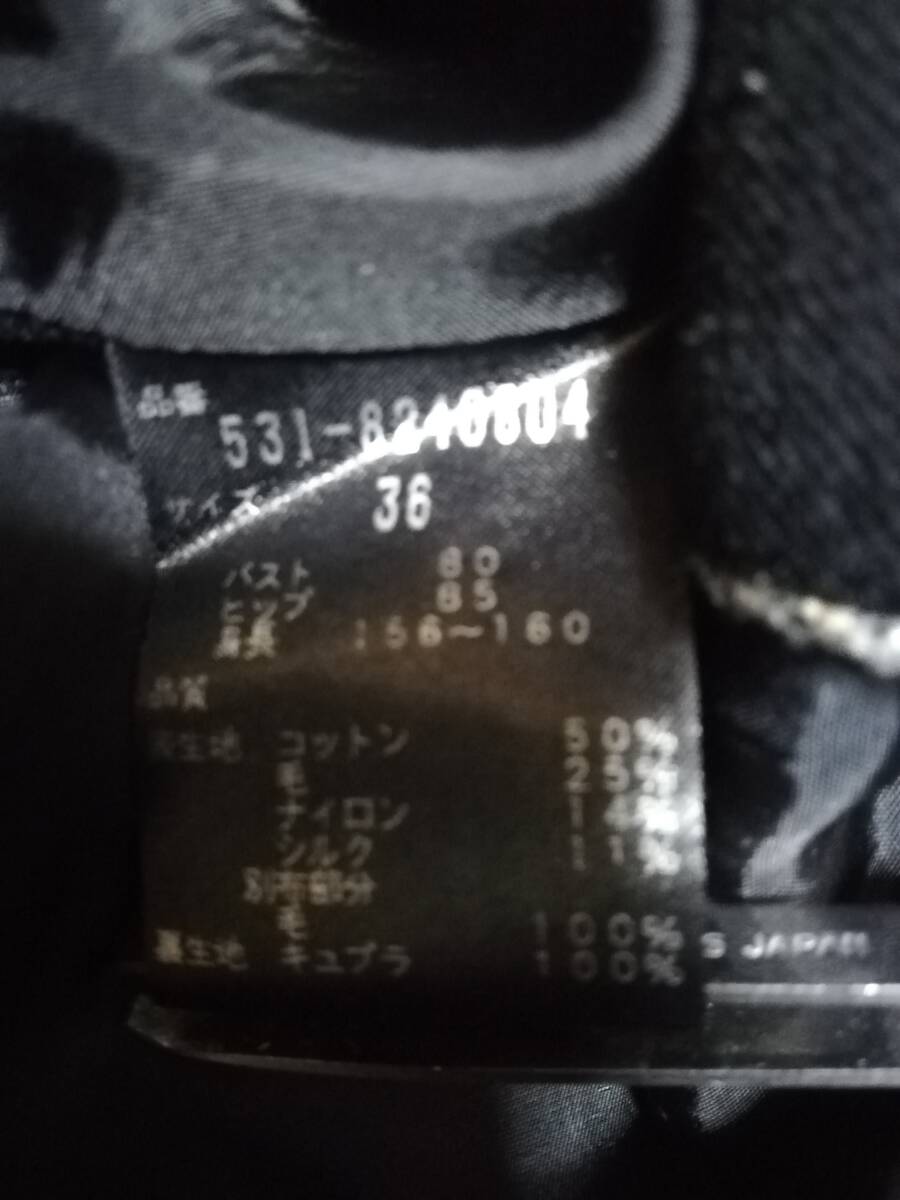 品番
531-8240804
サイズ 36
バスト 80
ヒップ 85
身長 156~160
品質
表生地 コットン 50%
毛 25%
ナイロン 14%
シルク 11%
別布部分
毛 100%
裏生地 キュプラ 100%
S JAPAN